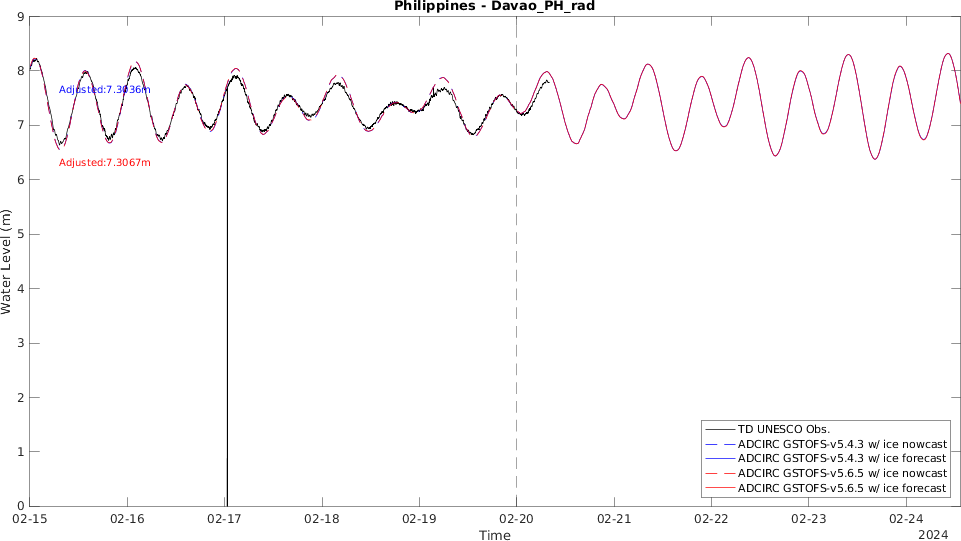 Philippines - Davao_PH_rad
9
8
7
6
5
4
3
2
1
0
Water Level (m)
Adjusted:7.3036m
Adjusted:7.3067m
TD UNESCO Obs.
ADCIRC GSTOFS-v5.4.3 w/ ice nowcast
ADCIRC GSTOFS-v5.4.3 w/ ice forecast
ADCIRC GSTOFS-v5.6.5 w/ ice nowcast
ADCIRC GSTOFS-v5.6.5 w/ ice forecast
02-15 02-16 02-17 02-18 02-19 02-20 02-21 02-22 02-23 02-24
Time
2024